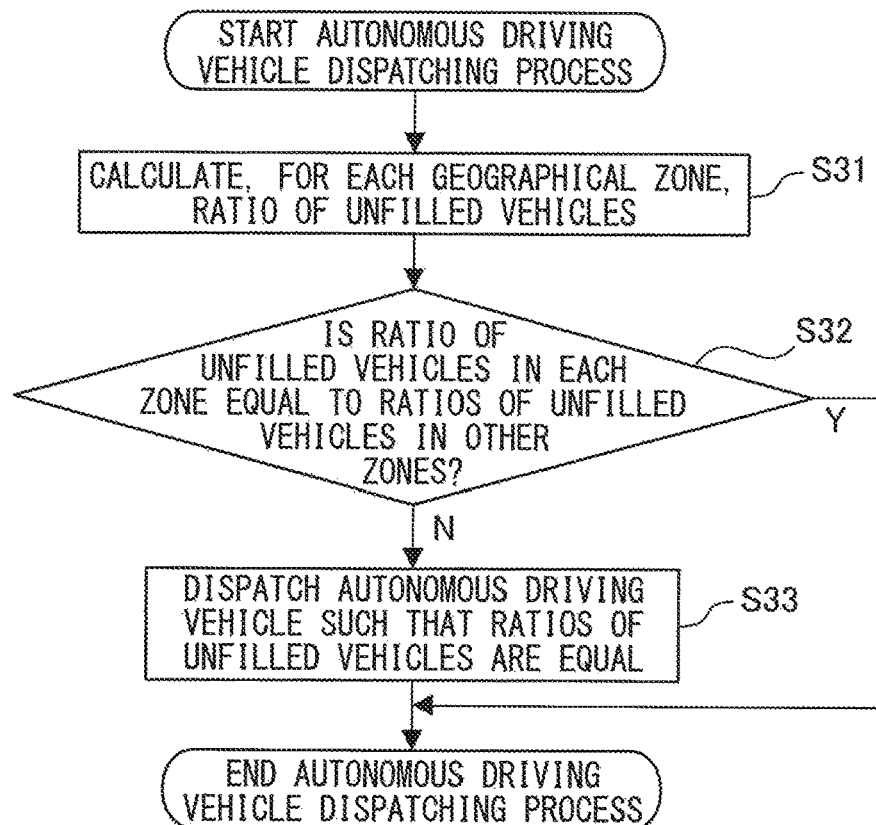 START AUTONOMOUS DRIVING
VEHICLE DISPATCHING PROCESS
CALCULATE, FOR EACH GEOGRAPHICAL ZONE,
RATIO OF UNFILLED VEHICLES
S31
IS RATIO OF
UNFILLED VEHICLES IN EACH
ZONE EQUAL TO RATIOS OF UNFILLED
VEHICLES IN OTHER
ZONES?
S32
Y
N
DISPATCH AUTONOMOUS DRIVING
VEHICLE SUCH THAT RATIOS OF
UNFILLED VEHICLES ARE EQUAL
S33
END AUTONOMOUS DRIVING
VEHICLE DISPATCHING PROCESS